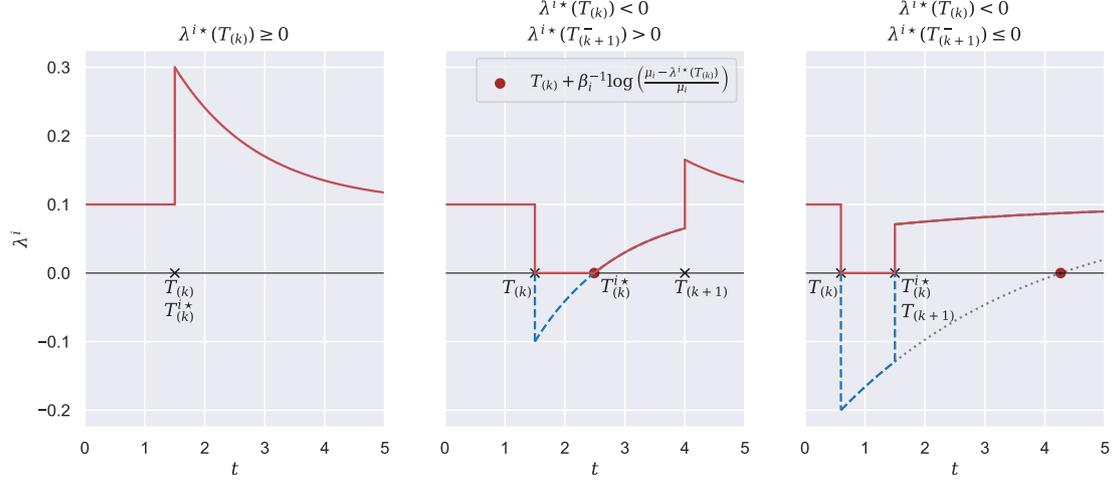 λ^{i⋆}(T_{(k)}) ≥ 0
λ^{i⋆}(T_{(k)}) < 0
λ^{i⋆}(T^-_{(k+1)}) > 0
λ^{i⋆}(T_{(k)}) < 0
λ^{i⋆}(T^-_{(k+1)}) ≤ 0
λ^i
0.3
0.2
0.1
0.0
−0.1
−0.2
T_{(k)}
T^{i⋆}_{(k)}
0 1 2 3 4 5
t
T_{(k)} + β_i^{-1} log ( \frac{μ_i − λ^{i⋆}(T_{(k)})}{μ_i} )
T_{(k)}
T^{i⋆}_{(k)}
T_{(k+1)}
0 1 2 3 4 5
t
T_{(k)}
T^{i⋆}_{(k)}
T_{(k+1)}
0 1 2 3 4 5
t